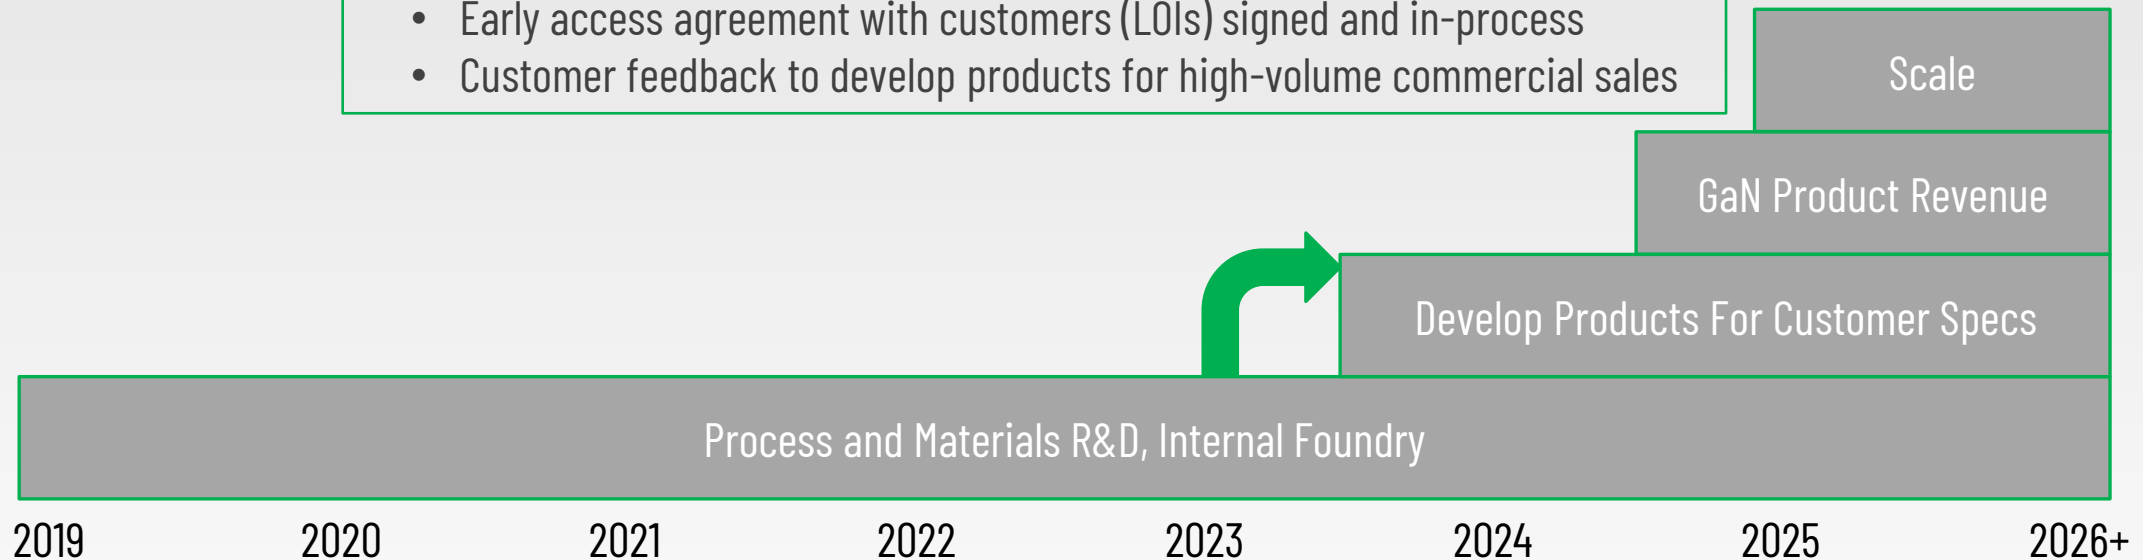 • Early access agreement with customers (LOIs) signed and in-process
• Customer feedback to develop products for high-volume commercial sales
Scale
GaN Product Revenue
Develop Products For Customer Specs
Process and Materials R&D, Internal Foundry
2019 2020 2021 2022 2023 2024 2025 2026+